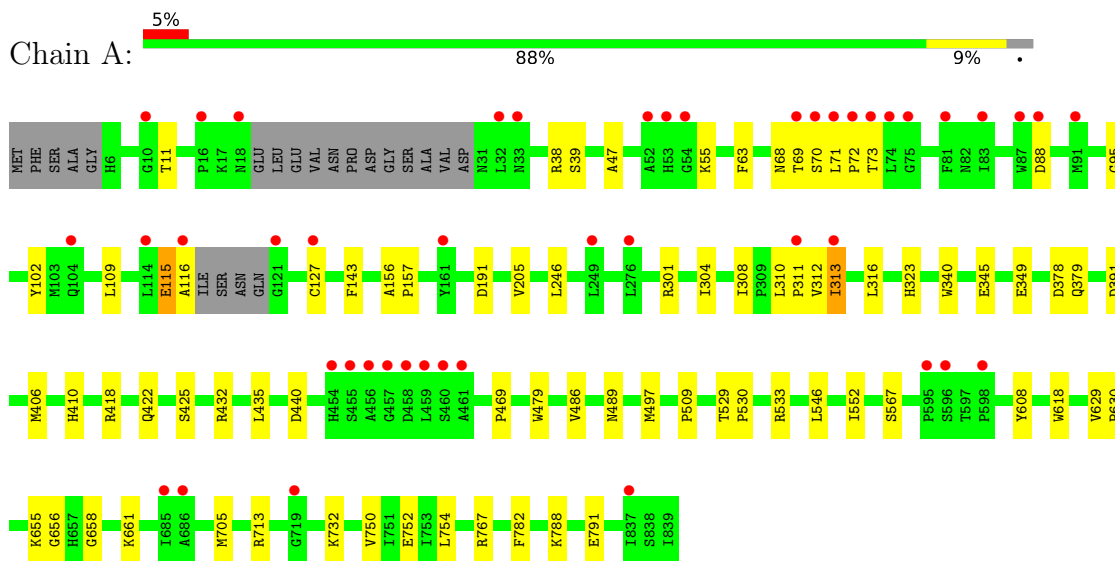 5%
Chain A:
88% 9% •
MET PHE SER ALA GLY H6 G10 T11 P16 K17 N18 GLU LEU GLU VAL ASN PRO ASP GLY SER ALA VAL ASP N31 L32 N33 R38 S39 A47 A52 H53 G54 K55 F63 N68 T69 S70 L71 P72 T73 L74 G75 F81 N82 I83 W87 D88 M91 G95
Y102 M103 Q104 L109 L114 E115 A116 ILE SER ASN GLN G121 C127 F143 A156 P157 Y161 D191 V205 L246 L249 L276 R301 I304 I308 P309 L310 P311 V312 I313 L316 H323 W340 E345 E349 D378 Q379
M406 H410 R418 Q422 S425 R432 L435 D440 H454 S455 A456 G457 D458 L459 S460 A461 P469 W479 V486 N489 M497 P509 T529 P530 R533 L546 I552 S567 P595 S596 T597 P598 Y608 W618 V629
K655 G656 H657 G658 K661 I685 A686 M705 R713 G719 K732 V750 I751 E752 I753 L754 R767 F782 K788 E791 I837 S838 I839